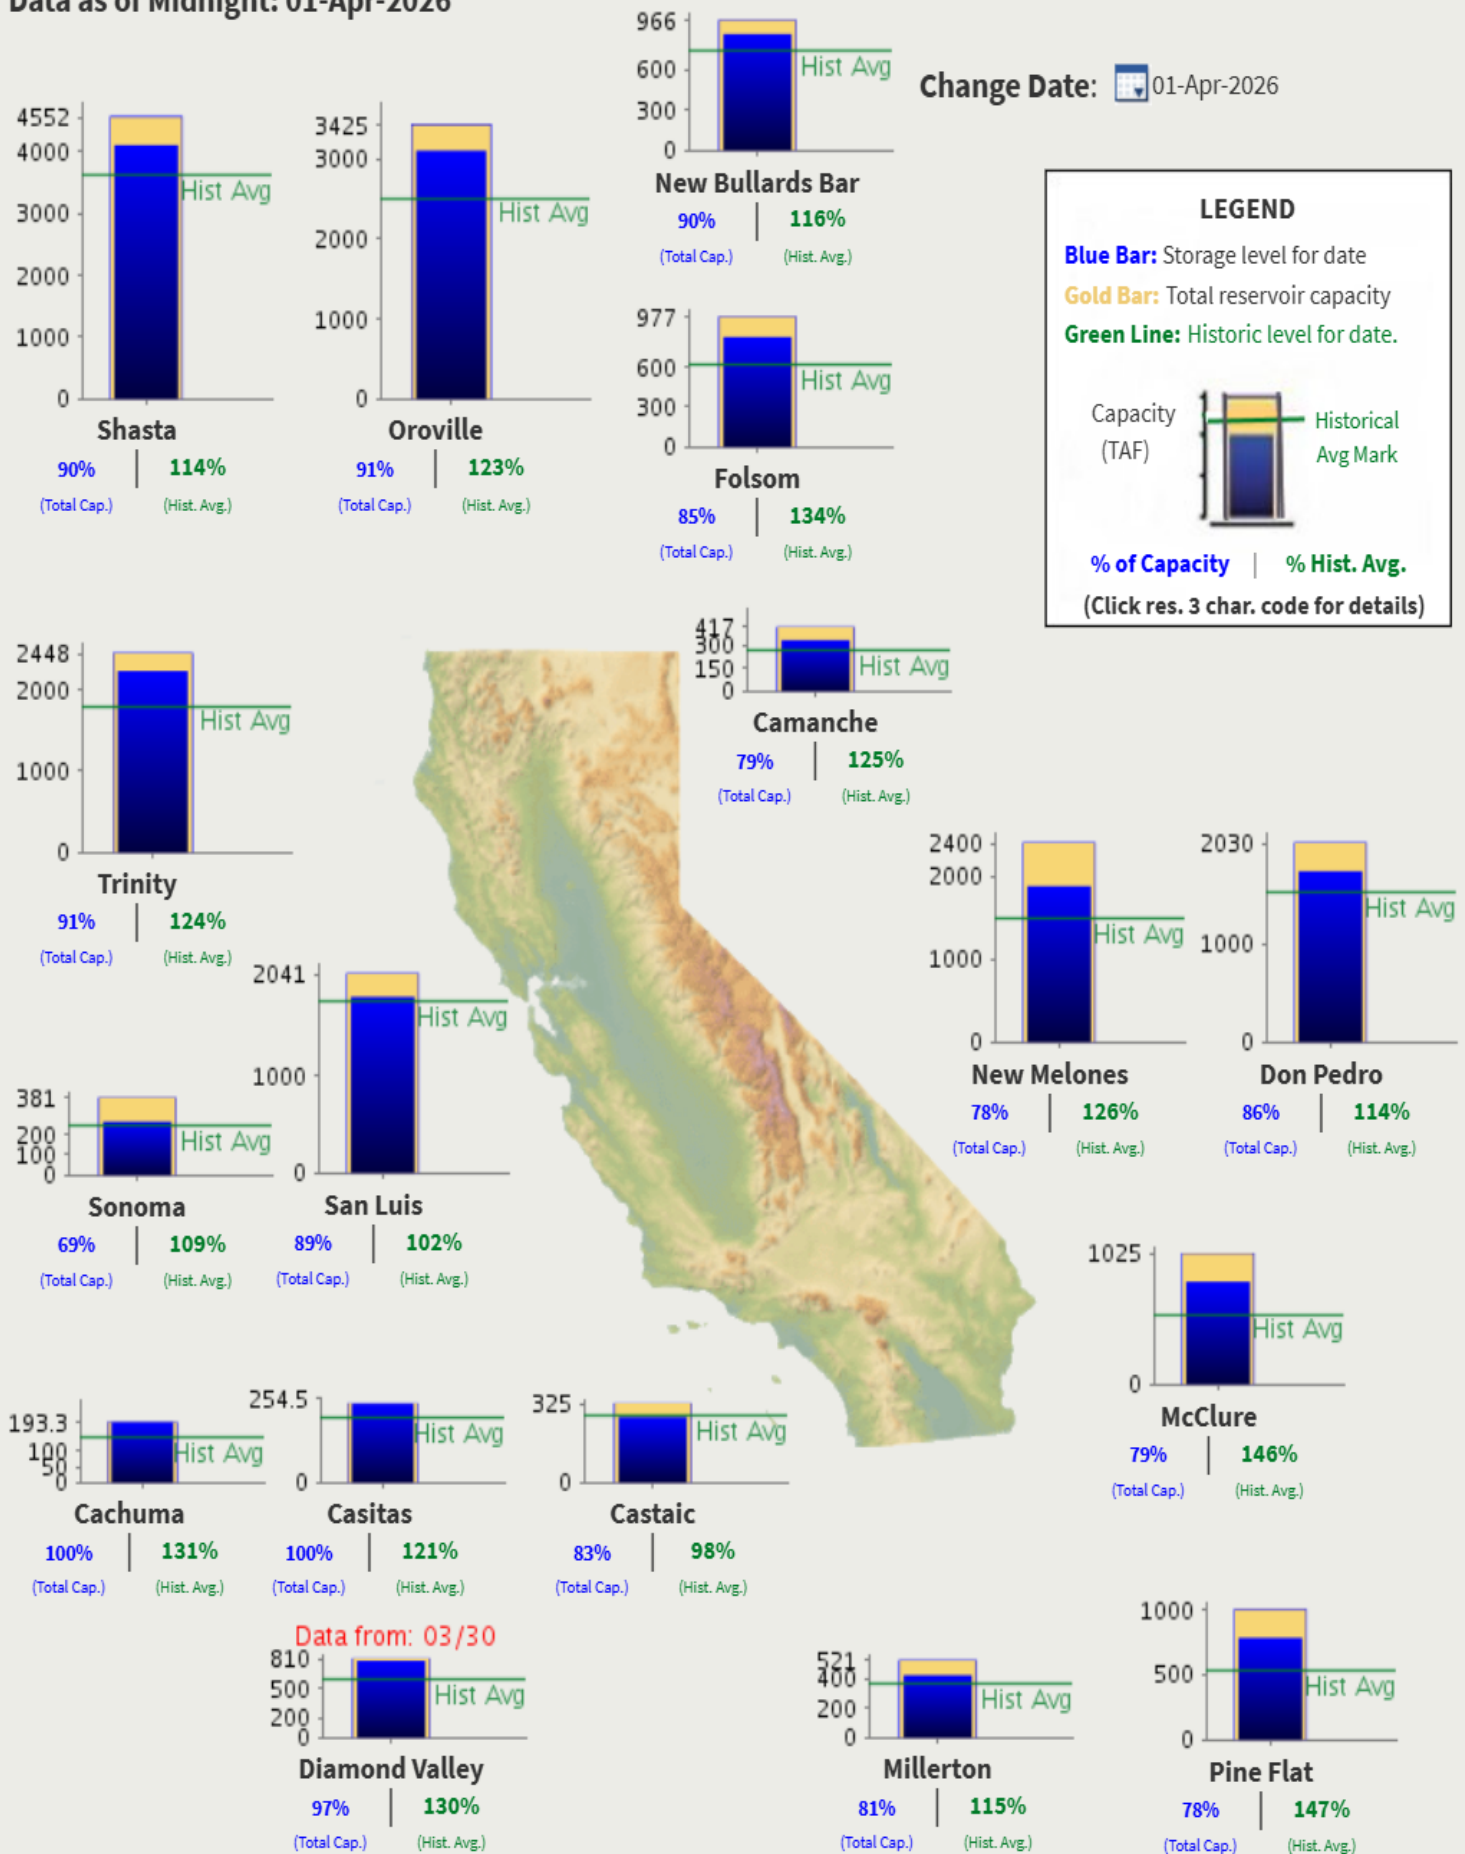 Data as of Midnight: 01-Apr-2026
Change Date: 01-Apr-2026
966
600
300
0
Hist Avg
New Bullards Bar
90% | 116%
(Total Cap.) (Hist. Avg.)
4552
4000
3000
2000
1000
0
Hist Avg
Shasta
90% | 114%
(Total Cap.) (Hist. Avg.)
3425
3000
2000
1000
0
Hist Avg
Oroville
91% | 123%
(Total Cap.) (Hist. Avg.)
977
600
300
0
Hist Avg
Folsom
85% | 134%
(Total Cap.) (Hist. Avg.)
LEGEND
Blue Bar: Storage level for date
Gold Bar: Total reservoir capacity
Green Line: Historic level for date.
Capacity
(TAF)
Historical
Avg Mark
% of Capacity | % Hist. Avg.
(Click res. 3 char. code for details)
2448
2000
1000
0
Hist Avg
Trinity
91% | 124%
(Total Cap.) (Hist. Avg.)
417
300
150
0
Hist Avg
Camanche
79% | 125%
(Total Cap.) (Hist. Avg.)
2400
2000
1000
0
Hist Avg
New Melones
78% | 126%
(Total Cap.) (Hist. Avg.)
2030
1000
0
Hist Avg
Don Pedro
86% | 114%
(Total Cap.) (Hist. Avg.)
381
200
100
0
Hist Avg
Sonoma
69% | 109%
(Total Cap.) (Hist. Avg.)
2041
1000
0
Hist Avg
San Luis
89% | 102%
(Total Cap.) (Hist. Avg.)
1025
0
Hist Avg
McClure
79% | 146%
(Total Cap.) (Hist. Avg.)
193.3
100
50
0
Hist Avg
Cachuma
100% | 131%
(Total Cap.) (Hist. Avg.)
254.5
0
Hist Avg
Casitas
100% | 121%
(Total Cap.) (Hist. Avg.)
325
0
Hist Avg
Castaic
83% | 98%
(Total Cap.) (Hist. Avg.)
Data from: 03/30
810
500
200
0
Hist Avg
Diamond Valley
97% | 130%
(Total Cap.) (Hist. Avg.)
521
400
200
0
Hist Avg
Millerton
81% | 115%
(Total Cap.) (Hist. Avg.)
1000
500
0
Hist Avg
Pine Flat
78% | 147%
(Total Cap.) (Hist. Avg.)